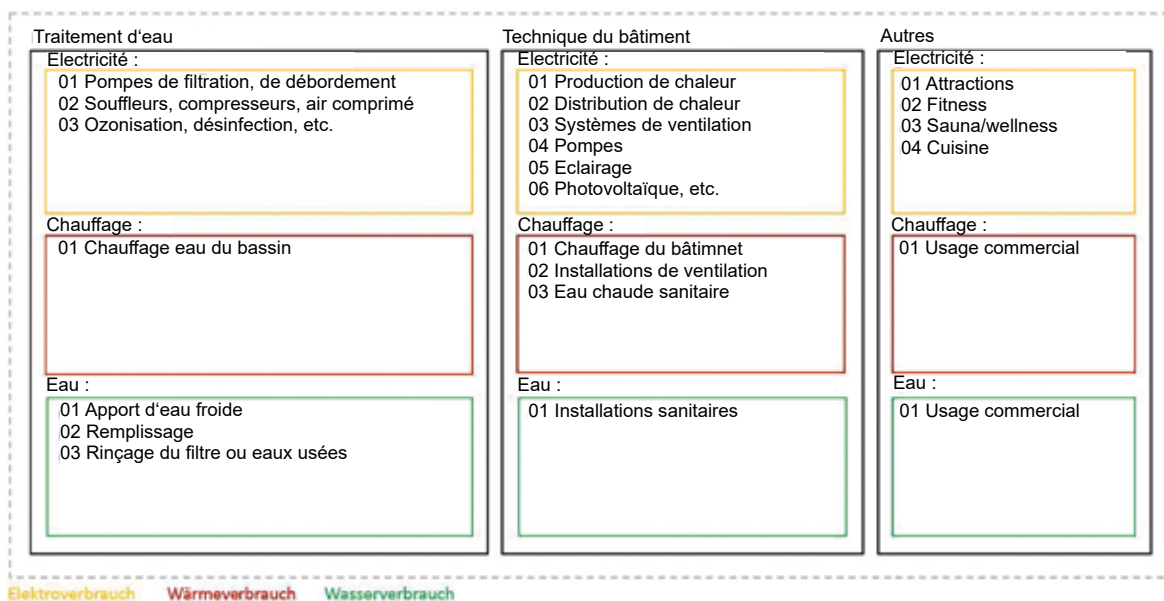 Traitement d‘eau
Electricité :
01 Pompes de filtration, de débordement
02 Souffleurs, compresseurs, air comprimé
03 Ozonisation, désinfection, etc.
Chauffage :
01 Chauffage eau du bassin
Eau :
01 Apport d‘eau froide
02 Remplissage
03 Rinçage du filtre ou eaux usées
Technique du bâtiment
Electricité :
01 Production de chaleur
02 Distribution de chaleur
03 Systèmes de ventilation
04 Pompes
05 Eclairage
06 Photovoltaïque, etc.
Chauffage :
01 Chauffage du bâtimnet
02 Installations de ventilation
03 Eau chaude sanitaire
Eau :
01 Installations sanitaires
Autres
Electricité :
01 Attractions
02 Fitness
03 Sauna/wellness
04 Cuisine
Chauffage :
01 Usage commercial
Eau :
01 Usage commercial
Elektroverbrauch Wärmeverbrauch Wasserverbrauch